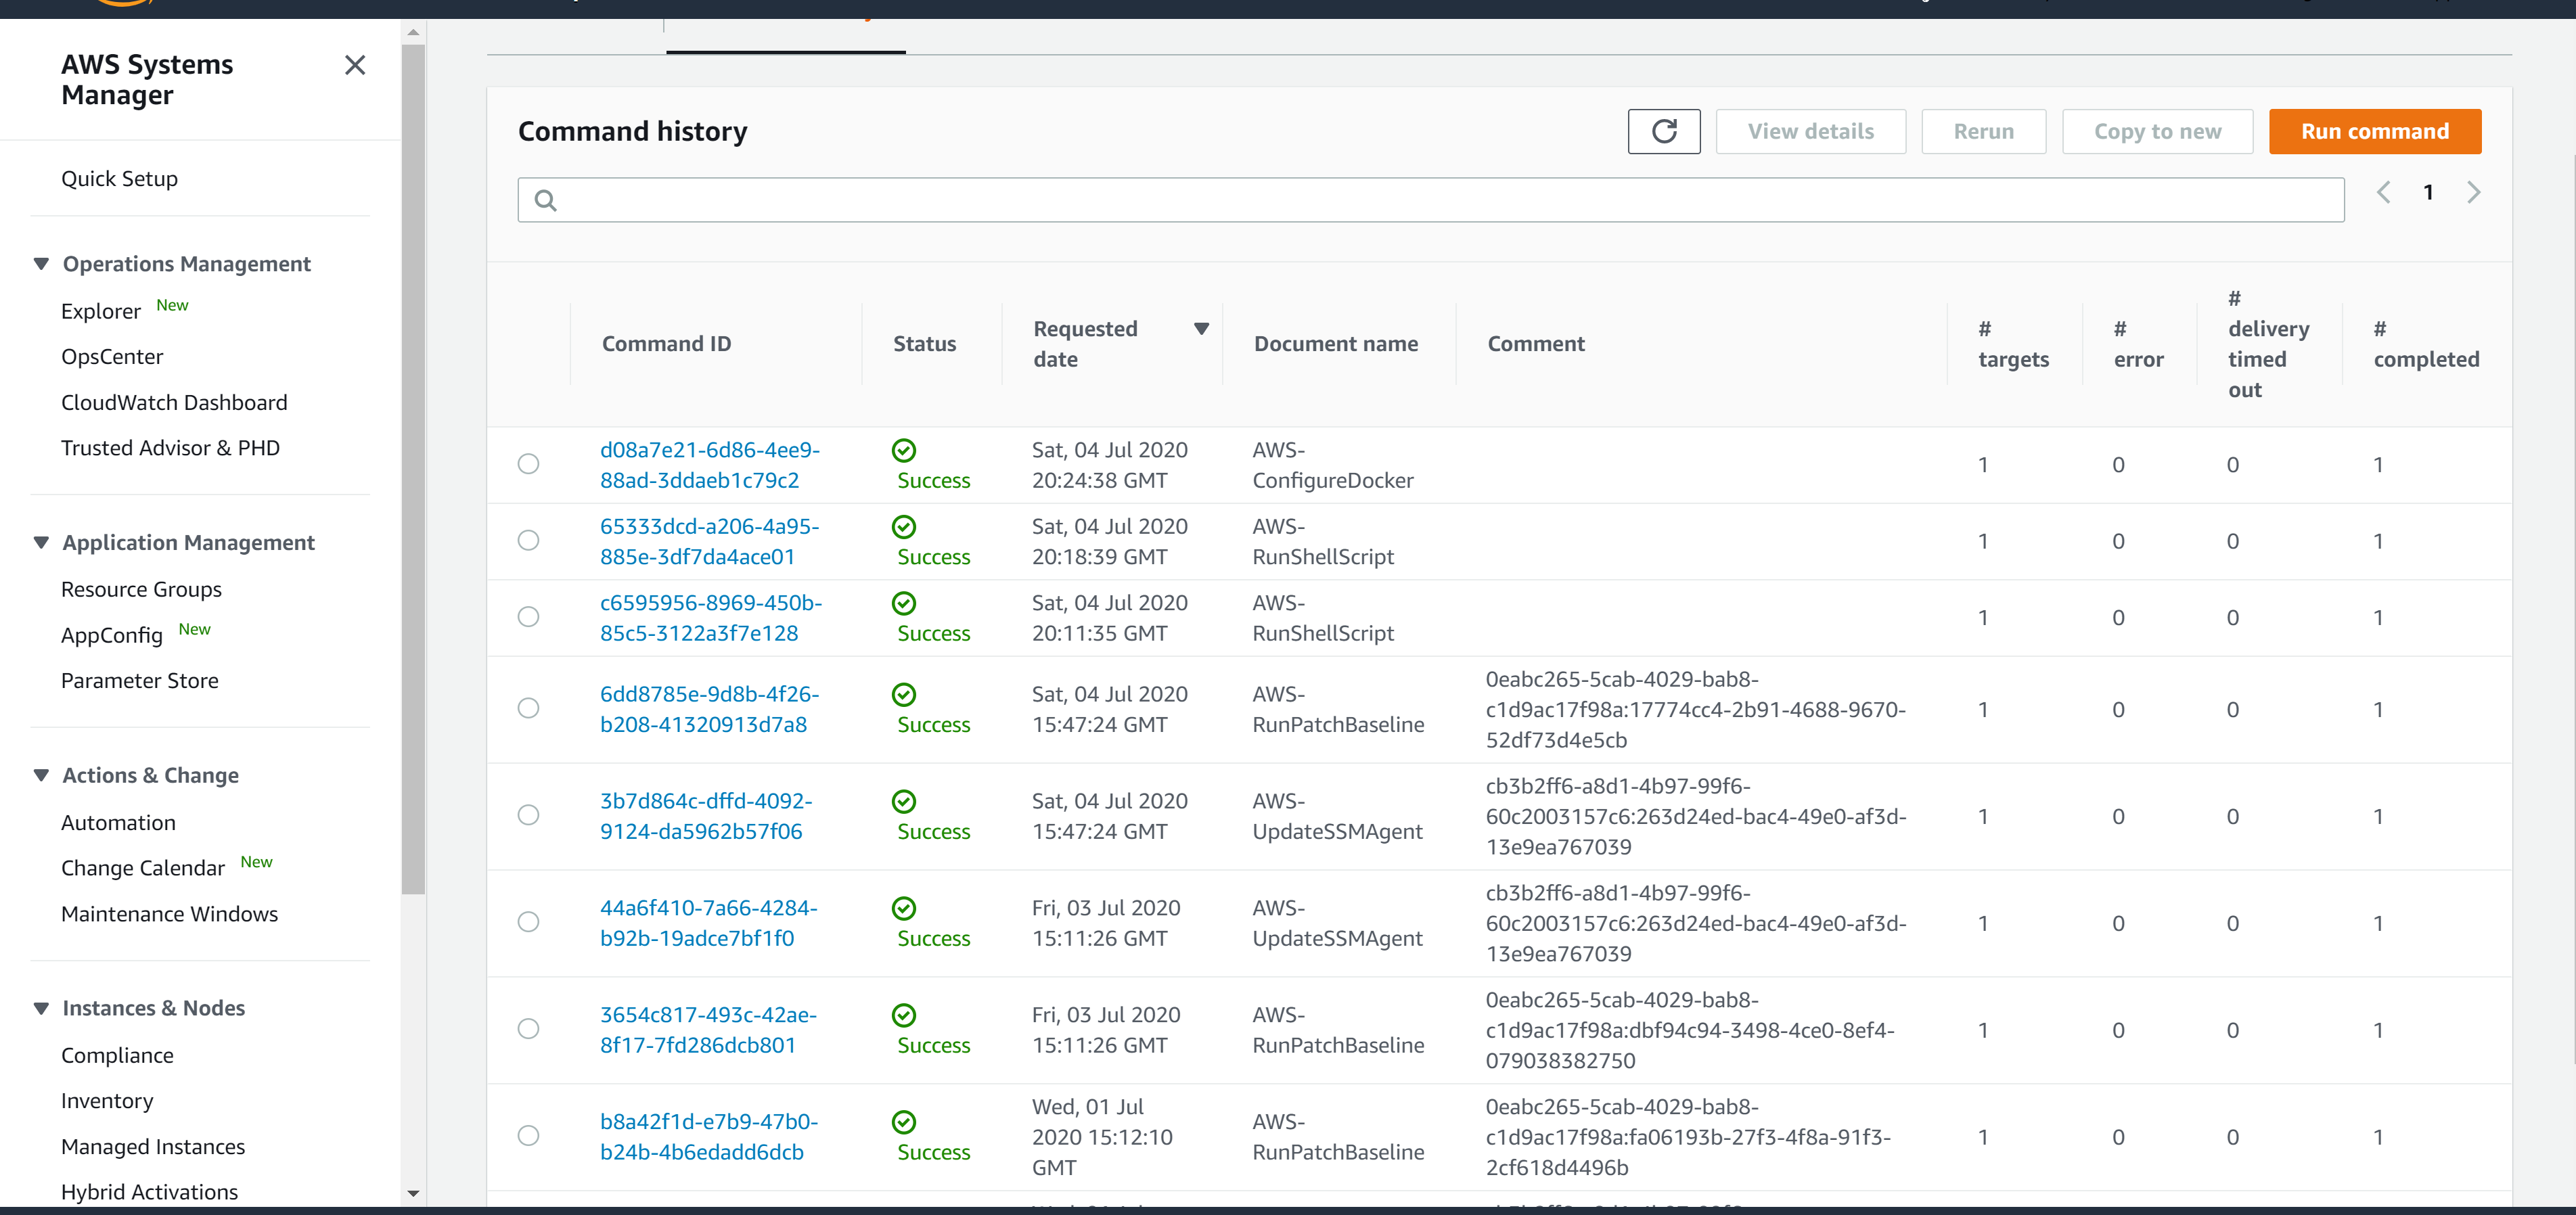 AWS Systems
Manager
Quick Setup
Operations Management
Explorer New
OpsCenter
CloudWatch Dashboard
Trusted Advisor & PHD
Application Management
Resource Groups
AppConfig New
Parameter Store
Actions & Change
Automation
Change Calendar New
Maintenance Windows
Instances & Nodes
Compliance
Inventory
Managed Instances
Hybrid Activations
Command history
View details
Rerun
Copy to new
Run command
1
Command ID
Status
Requested
date
Document name
Comment
#
targets
#
error
#
delivery
timed
out
#
completed
d08a7e21-6d86-4ee9-
88ad-3ddaeb1c79c2
Success
Sat, 04 Jul 2020
20:24:38 GMT
AWS-
ConfigureDocker
1
0
0
1
65333dcd-a206-4a95-
885e-3df7da4ace01
Success
Sat, 04 Jul 2020
20:18:39 GMT
AWS-
RunShellScript
1
0
0
1
c6595956-8969-450b-
85c5-3122a3f7e128
Success
Sat, 04 Jul 2020
20:11:35 GMT
AWS-
RunShellScript
1
0
0
1
6dd8785e-9d8b-4f26-
b208-41320913d7a8
Success
Sat, 04 Jul 2020
15:47:24 GMT
AWS-
RunPatchBaseline
0eabc265-5cab-4029-bab8-
c1d9ac17f98a:17774cc4-2b91-4688-9670-
52df73d4e5cb
1
0
0
1
3b7d864c-dffd-4092-
9124-da5962b57f06
Success
Sat, 04 Jul 2020
15:47:24 GMT
AWS-
UpdateSSMAgent
cb3b2ff6-a8d1-4b97-99f6-
60c2003157c6:263d24ed-bac4-49e0-af3d-
13e9ea767039
1
0
0
1
44a6f410-7a66-4284-
b92b-19adce7bf1f0
Success
Fri, 03 Jul 2020
15:11:26 GMT
AWS-
UpdateSSMAgent
cb3b2ff6-a8d1-4b97-99f6-
60c2003157c6:263d24ed-bac4-49e0-af3d-
13e9ea767039
1
0
0
1
3654c817-493c-42ae-
8f17-7fd286dcb801
Success
Fri, 03 Jul 2020
15:11:26 GMT
AWS-
RunPatchBaseline
0eabc265-5cab-4029-bab8-
c1d9ac17f98a:dbf94c94-3498-4ce0-8ef4-
079038382750
1
0
0
1
b8a42f1d-e7b9-47b0-
b24b-4b6edadd6dcb
Success
Wed, 01 Jul
2020 15:12:10
GMT
AWS-
RunPatchBaseline
0eabc265-5cab-4029-bab8-
c1d9ac17f98a:fa06193b-27f3-4f8a-91f3-
2cf618d4496b
1
0
0
1